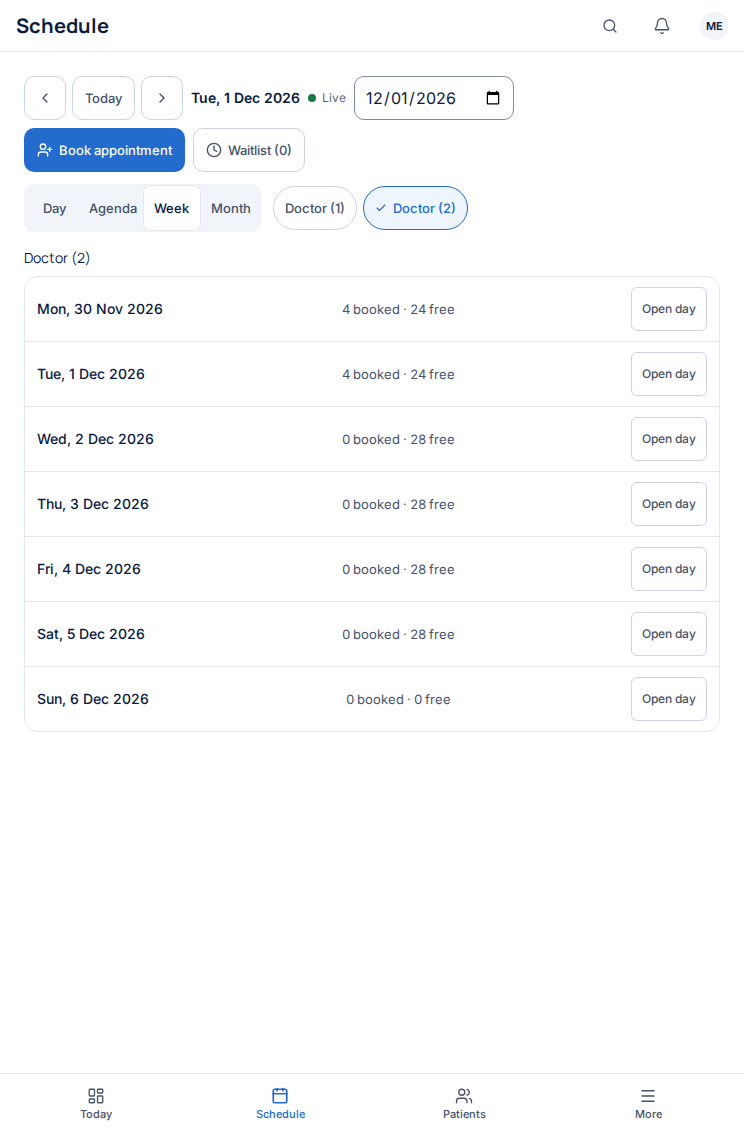 Schedule
ME
Today
Tue, 1 Dec 2026
Live
12/01/2026
Book appointment
Waitlist (0)
Day
Agenda
Week
Month
Doctor (1)
Doctor (2)
Doctor (2)
Mon, 30 Nov 2026
4 booked · 24 free
Open day
Tue, 1 Dec 2026
4 booked · 24 free
Open day
Wed, 2 Dec 2026
0 booked · 28 free
Open day
Thu, 3 Dec 2026
0 booked · 28 free
Open day
Fri, 4 Dec 2026
0 booked · 28 free
Open day
Sat, 5 Dec 2026
0 booked · 28 free
Open day
Sun, 6 Dec 2026
0 booked · 0 free
Open day
Today
Schedule
Patients
More